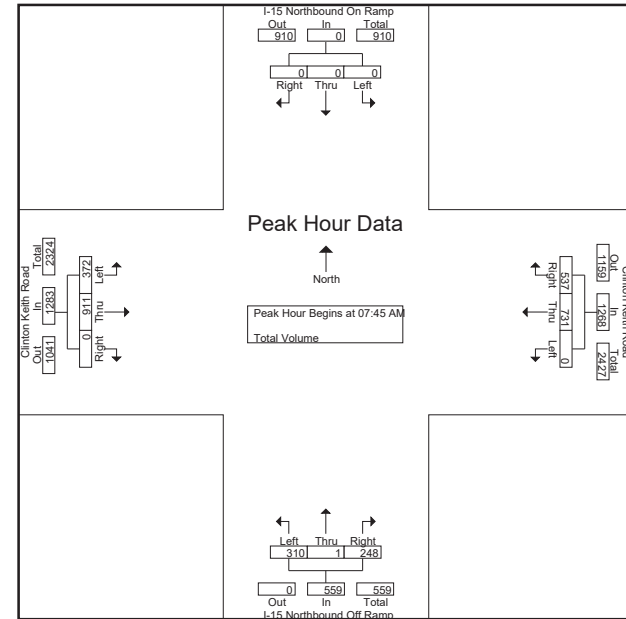 I-15 Northbound On Ramp
Out In Total
910 0 910
0 0 0
Right Thru Left
Peak Hour Data
North
Peak Hour Begins at 07:45 AM
Total Volume
Clinton Keith Road
Out In Total
1041 1283 2324
Right Thru Left
0 911 372
Clinton Keith Road
Out In Total
1159 1268 2427
Right Thru Left
537 731 0
Left Thru Right
310 1 248
0 559 559
Out In Total
I-15 Northbound Off Ramp